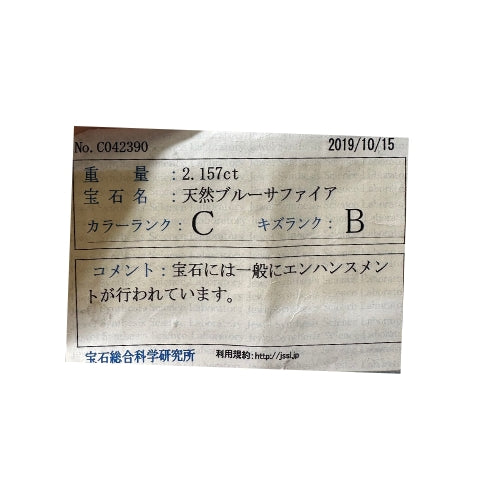 No.C042390 2019/10/15
重量:2.157ct
宝石名:天然ブルーサファイア
カラーランク:C キズランク:B
コメント:宝石には一般にエンハンスメン
トが行われています。
宝石総合科学研究所 利用規約:http://jssl.jp